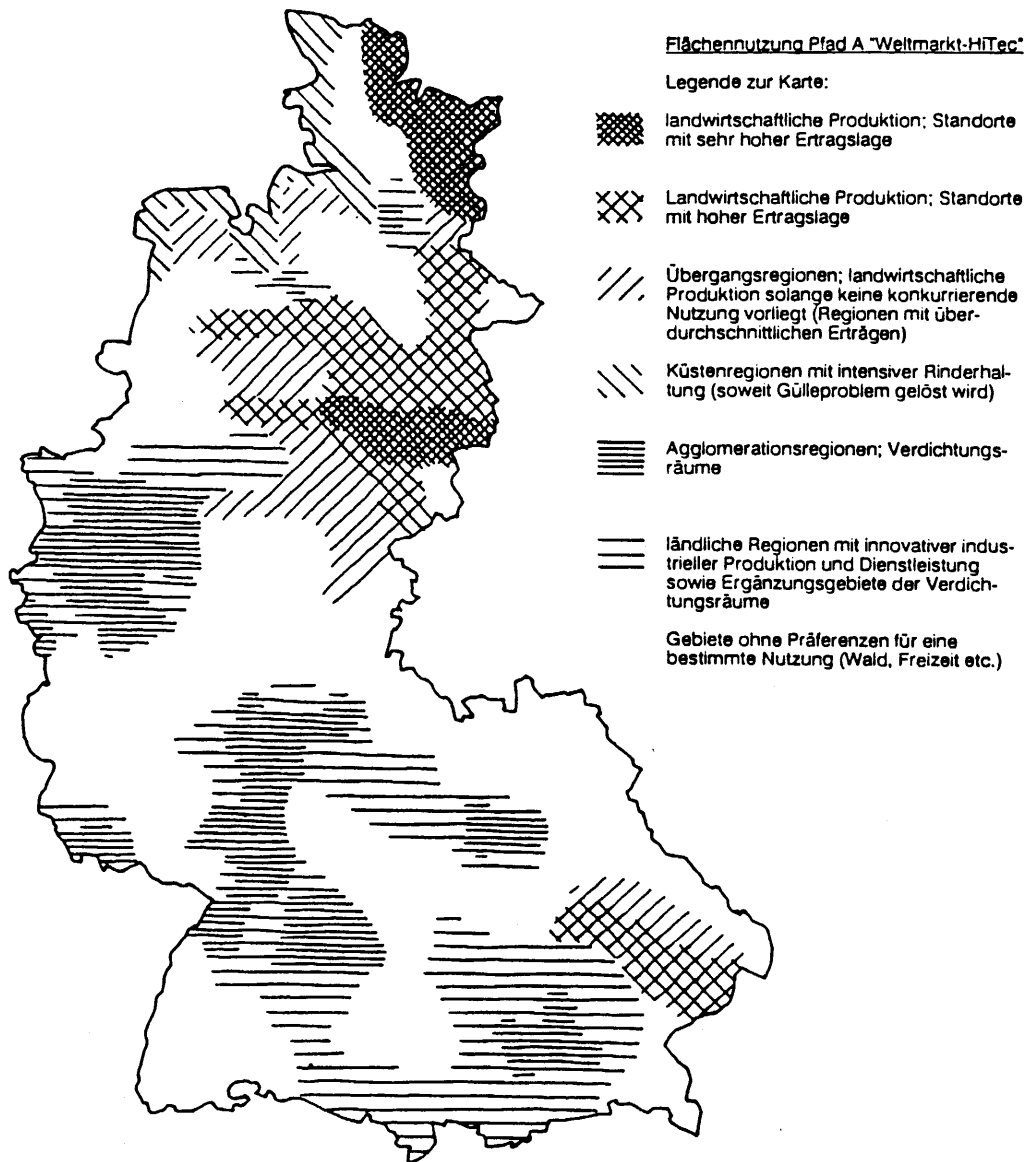 Flächennutzung Pfad A "Weltmarkt-HiTec"
Legende zur Karte:
landwirtschaftliche Produktion; Standorte
mit sehr hoher Ertragslage
Landwirtschaftliche Produktion; Standorte
mit hoher Ertragslage
Übergangsregionen; landwirtschaftliche
Produktion solange keine konkurrierende
Nutzung vorliegt (Regionen mit über-
durchschnittlichen Erträgen)
Küstenregionen mit intensiver Rinderhal-
tung (soweit Gülleproblem gelöst wird)
Agglomerationsregionen; Verdichtungs-
räume
ländliche Regionen mit innovativer indus-
trieller Produktion und Dienstleistung
sowie Ergänzungsgebiete der Verdich-
tungsräume
Gebiete ohne Präferenzen für eine
bestimmte Nutzung (Wald, Freizeit etc.)